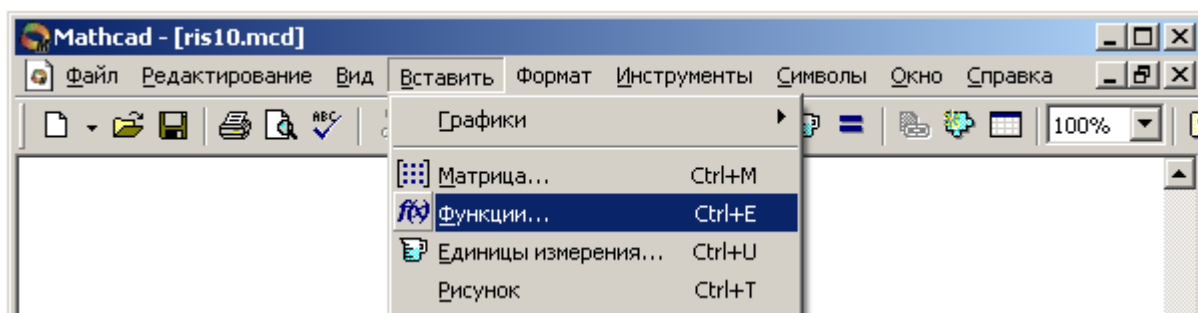 Mathcad - [ris10.mcd]
Файл Редактирование Вид Вставить Формат Инструменты Символы Окно Справка
ABC 100%
Графики
Матрица... Ctrl+M
f(x) Функции... Ctrl+E
Единицы измерения... Ctrl+U
Рисунок Ctrl+T